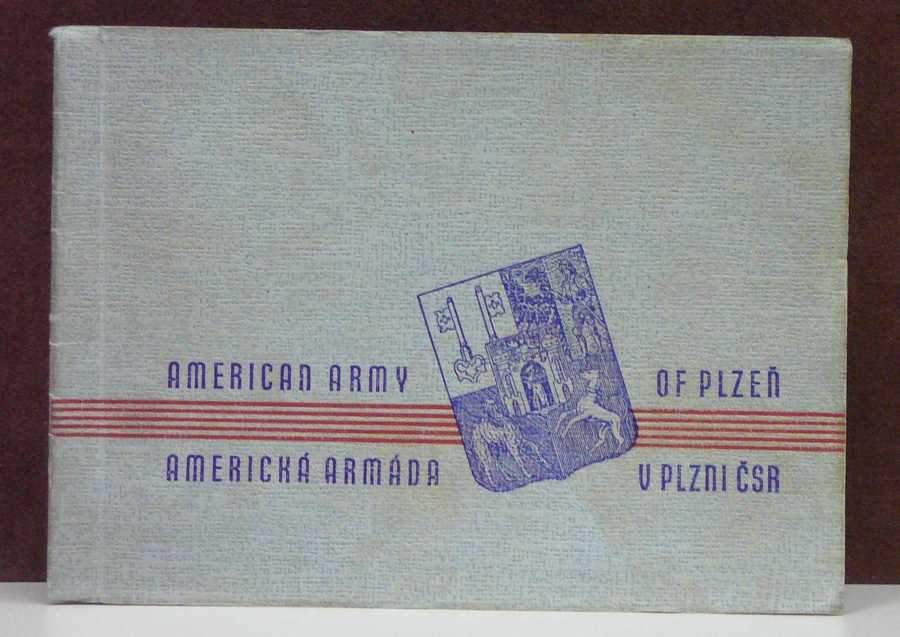 AMERICAN ARMY OF PLZEŇ
AMERICKÁ ARMÁDA V PLZNI ČSR